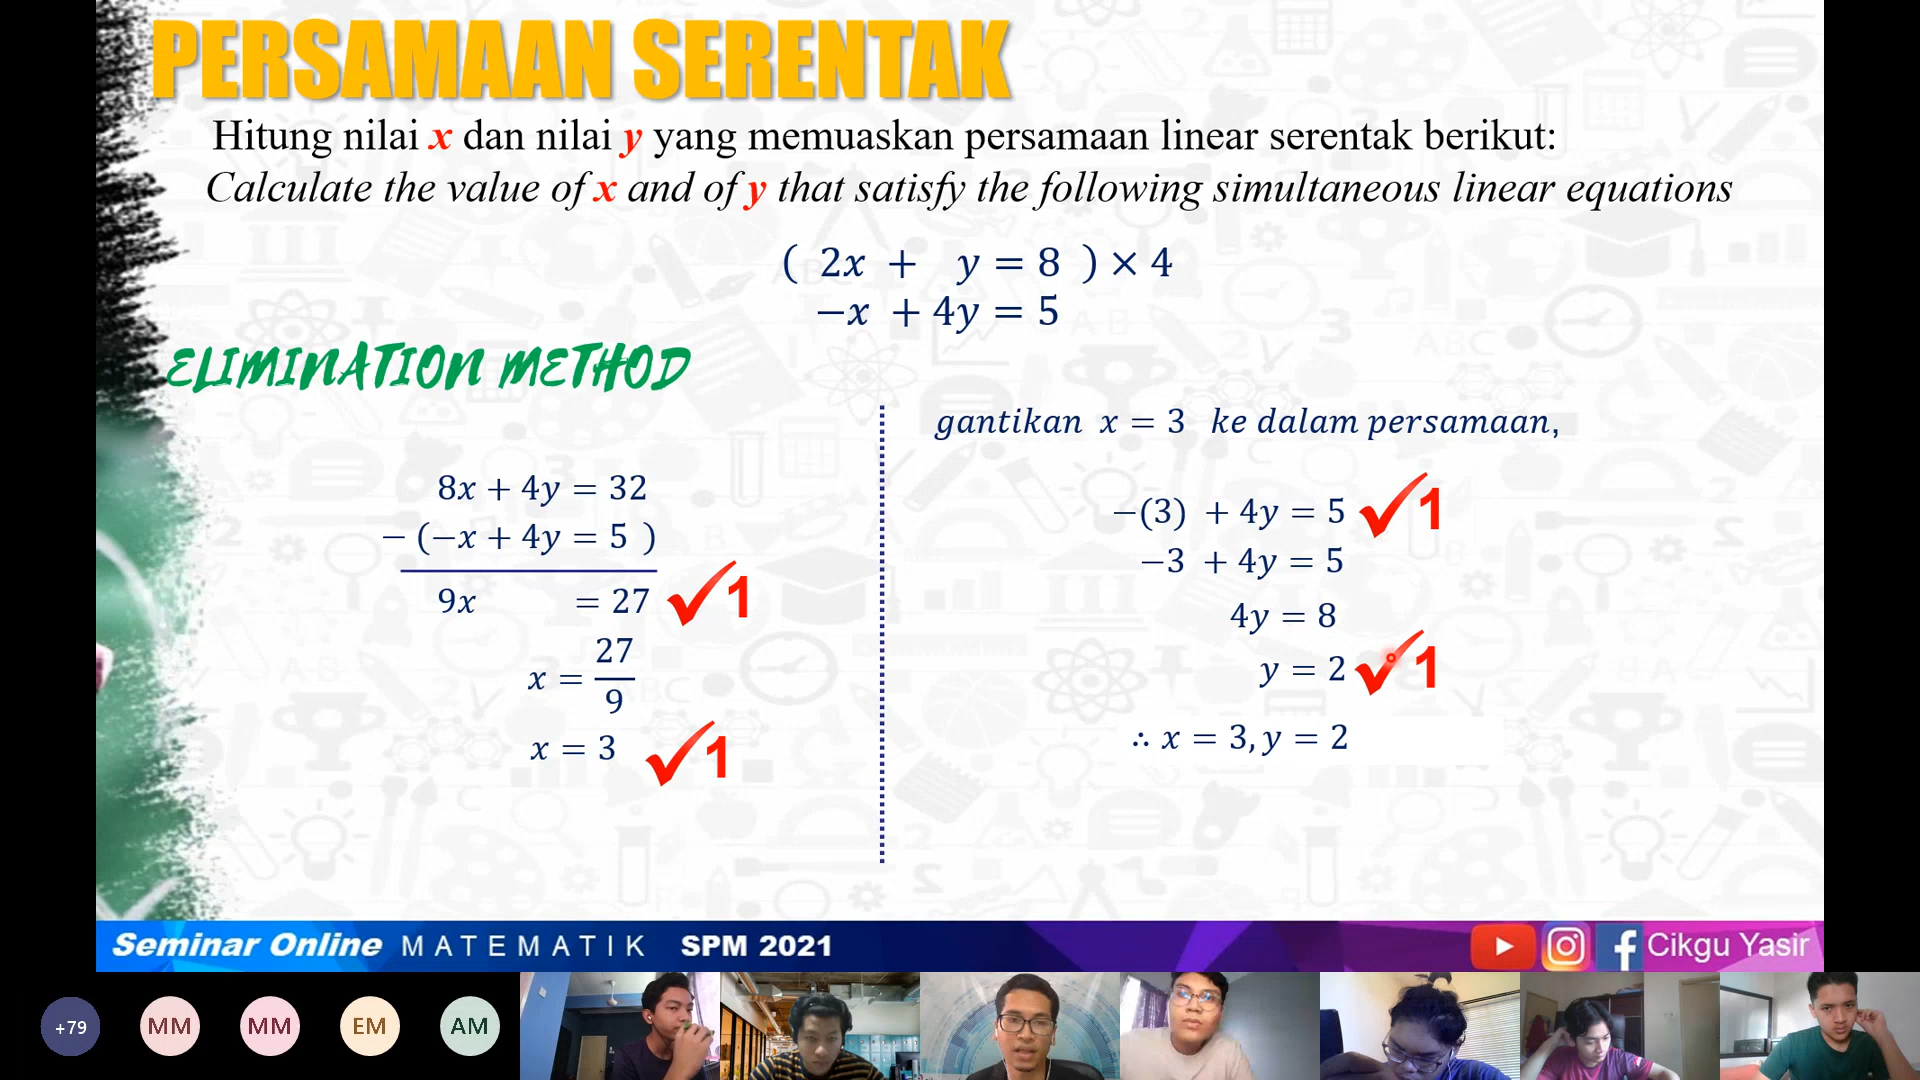 PERSAMAAN SERENTAK
Hitung nilai x dan nilai y yang memuaskan persamaan linear serentak berikut:
Calculate the value of x and of y that satisfy the following simultaneous linear equations
( 2x + y = 8 ) × 4
−x + 4y = 5
ELIMINATION METHOD
8x + 4y = 32
− (−x + 4y = 5 )
9x = 27 ✓1
x = 27/9
x = 3 ✓1
gantikan x = 3 ke dalam persamaan,
−(3) + 4y = 5 ✓1
−3 + 4y = 5
4y = 8
y = 2 ✓1
∴ x = 3, y = 2
Seminar Online MATEMATIK SPM 2021
Cikgu Yasir
+79 MM MM EM AM